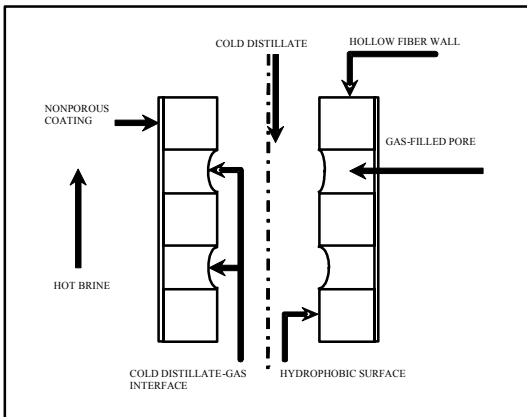 COLD DISTILLATE
HOLLOW FIBER WALL
NONPOROUS
COATING
GAS-FILLED PORE
HOT BRINE
COLD DISTILLATE-GAS
INTERFACE
HYDROPHOBIC SURFACE